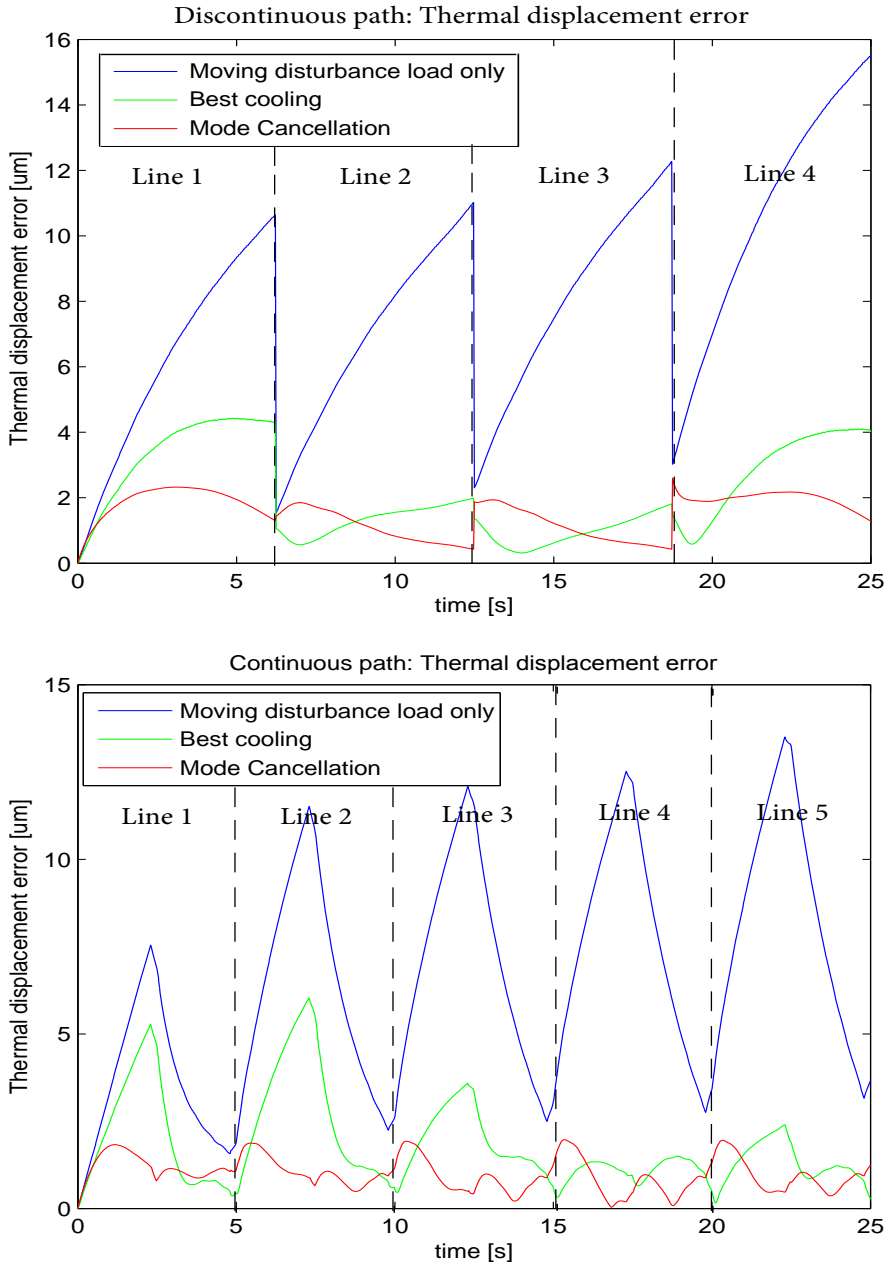 Discontinuous path: Thermal displacement error
16
14
12
10
8
6
4
2
0
Thermal displacement error [um]
Moving disturbance load only
Best cooling
Mode Cancellation
Line 1
Line 2
Line 3
Line 4
0
5
10
15
20
25
time [s]
Continuous path: Thermal displacement error
15
10
5
0
Thermal displacement error [um]
Moving disturbance load only
Best cooling
Mode Cancellation
Line 1
Line 2
Line 3
Line 4
Line 5
0
5
10
15
20
25
time [s]